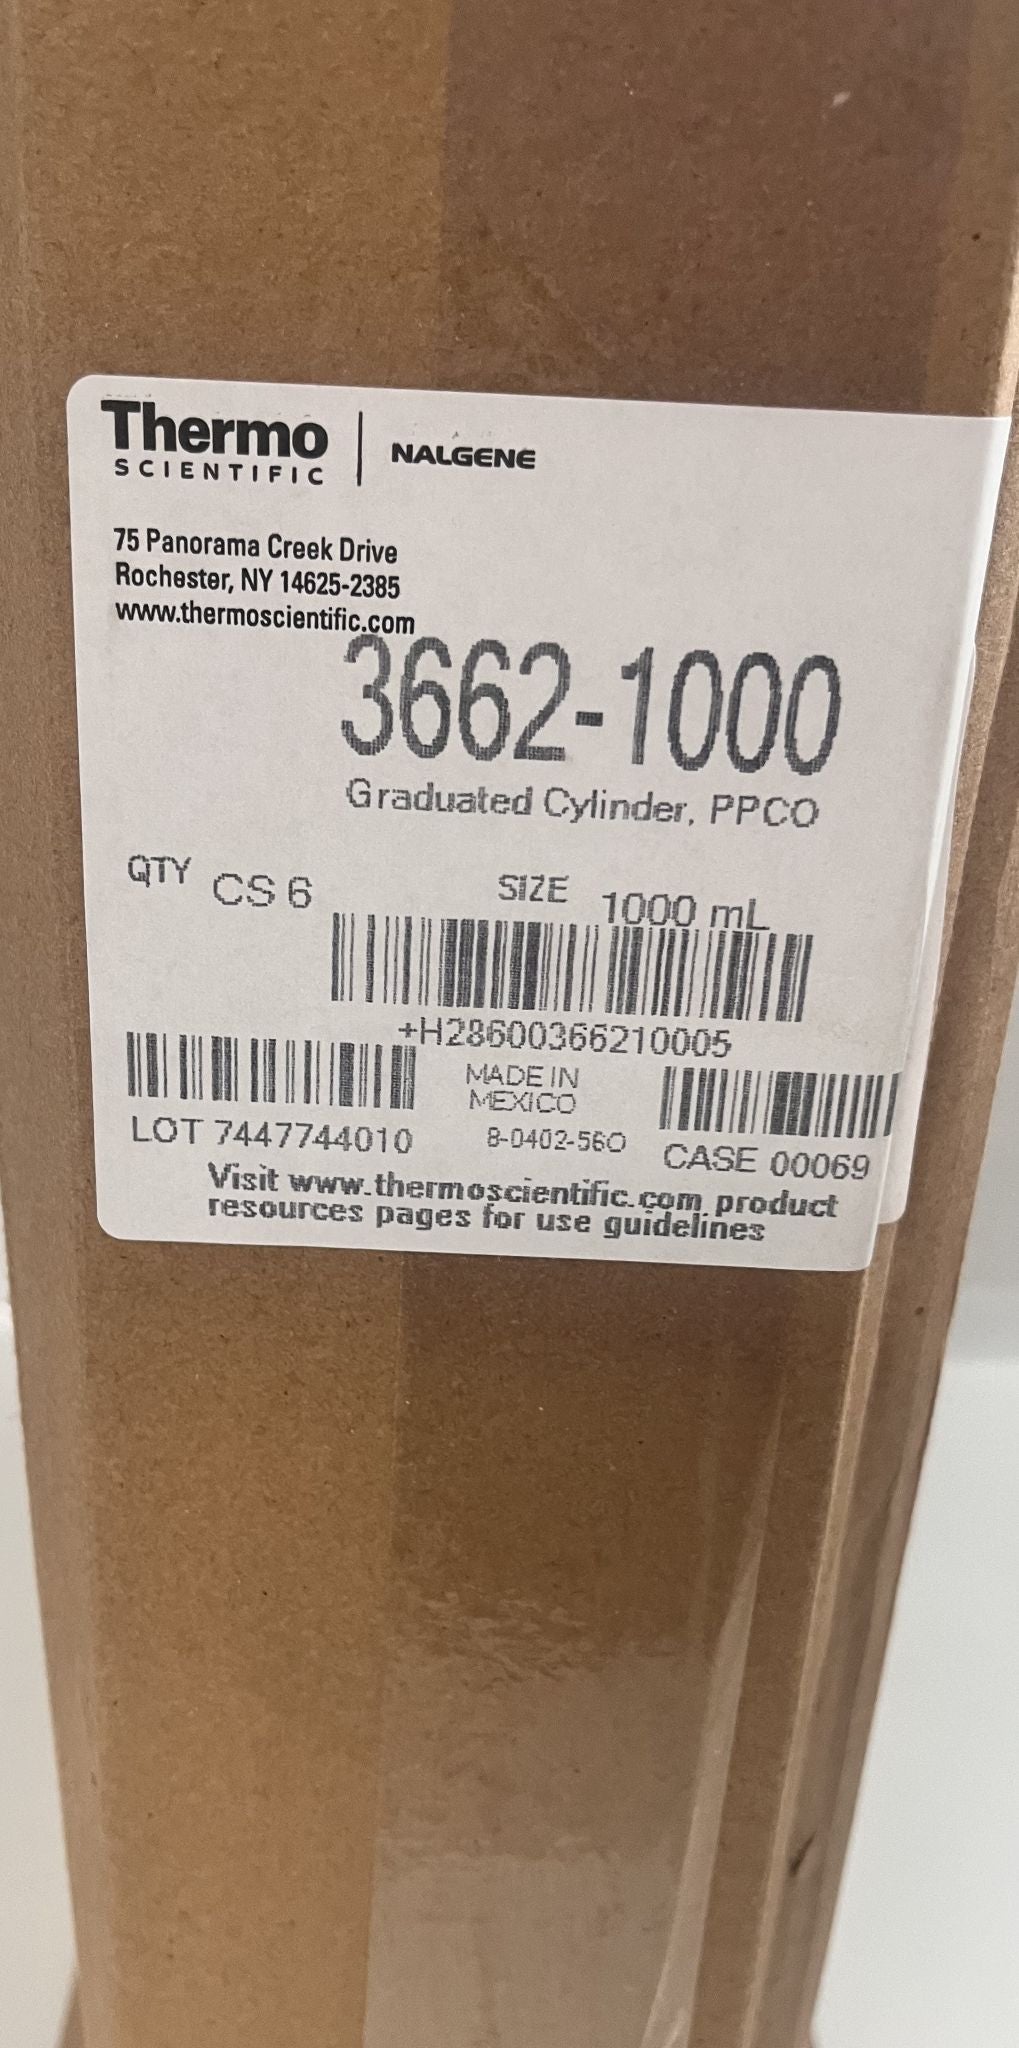 Thermo
SCIENTIFIC
NALGENE
75 Panorama Creek Drive
Rochester, NY 14625-2385
www.thermoscientific.com
3662-1000
Graduated Cylinder, PPCO
QTY CS 6 SIZE 1000 mL
+H28600366210005
MADE IN
MEXICO
LOT 7447744010 8-0402-560 CASE 00069
Visit www.thermoscientific.com product
resources pages for use guidelines